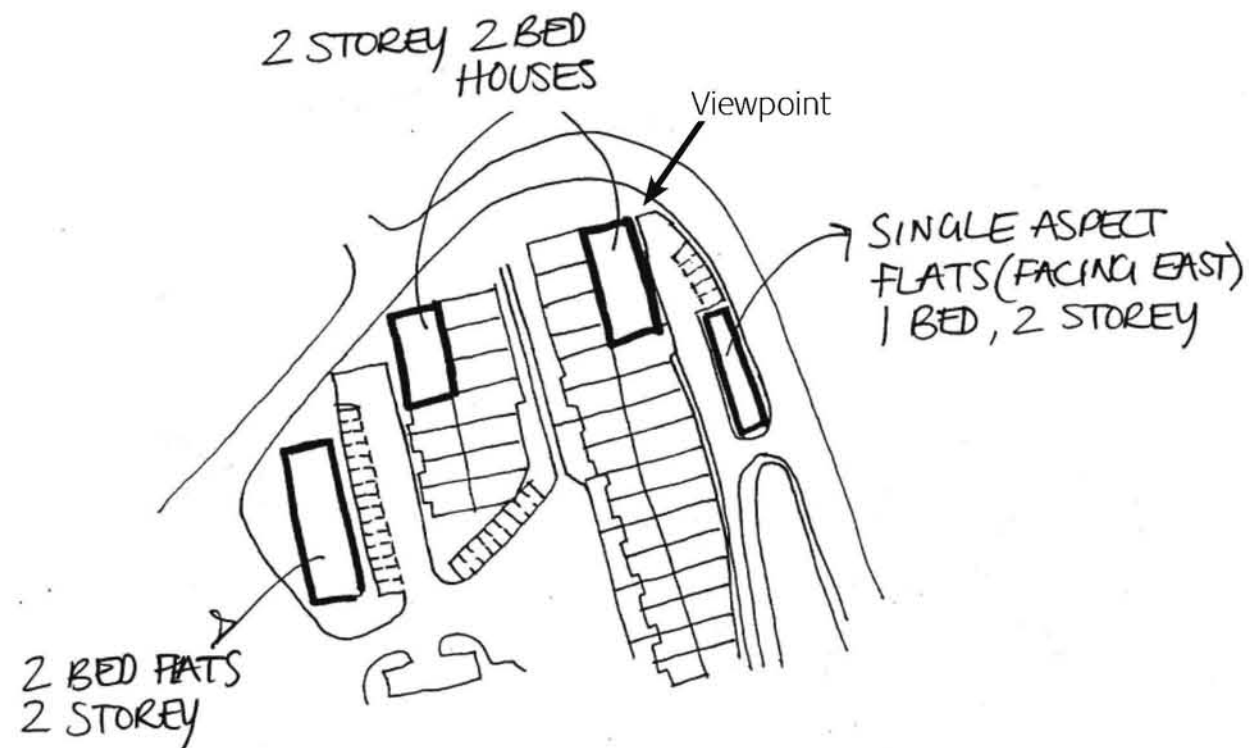 2 STOREY 2 BED
HOUSES
Viewpoint
SINGLE ASPECT
FLATS (FACING EAST)
1 BED, 2 STOREY
2 BED FLATS
2 STOREY